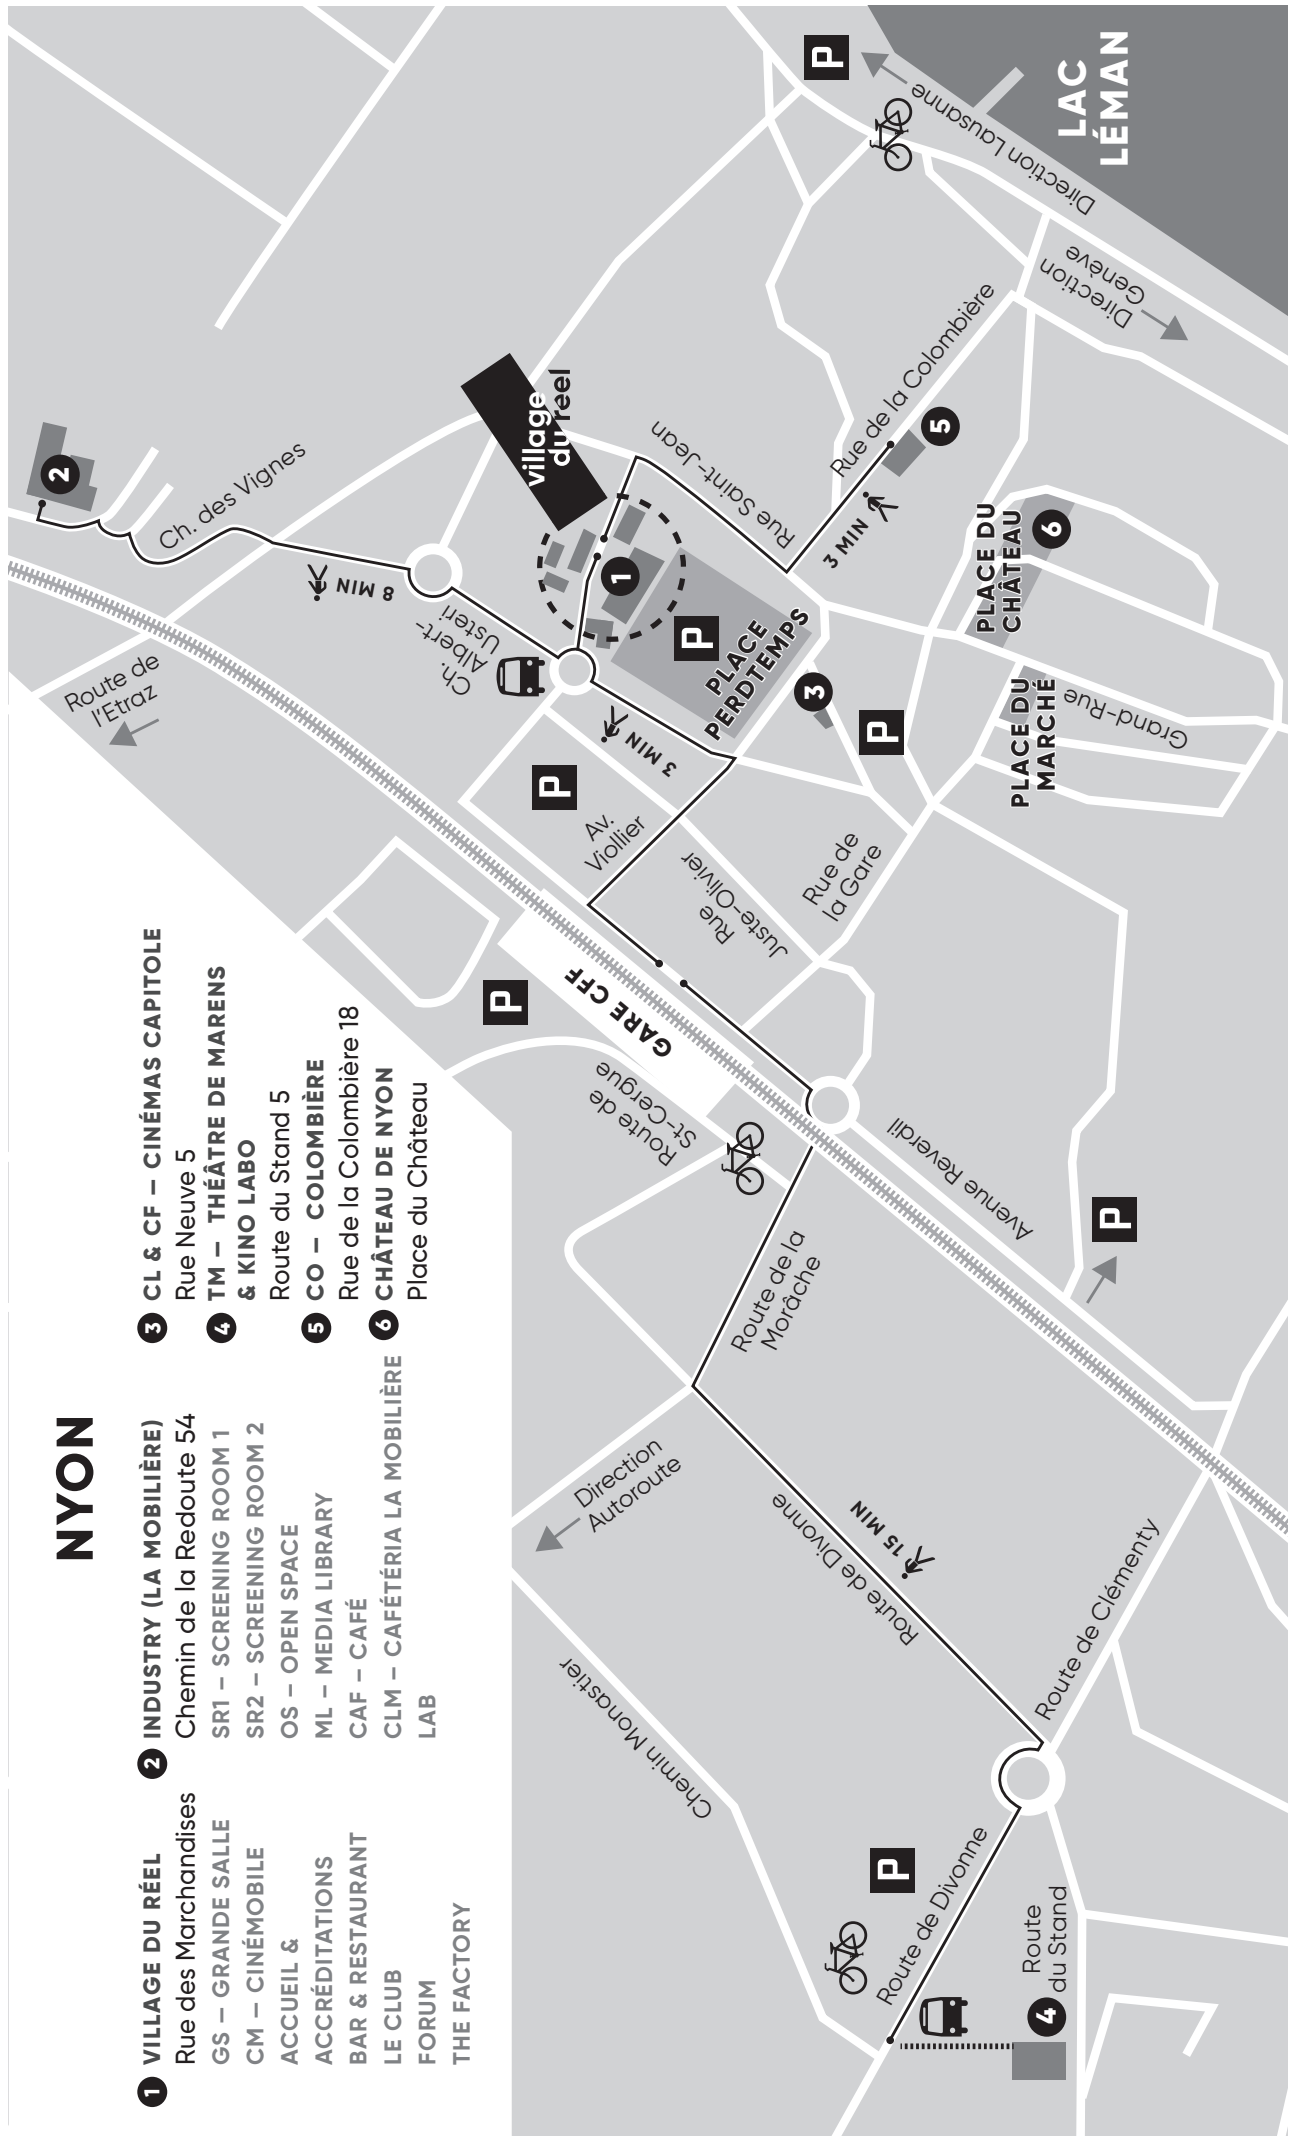 NYON
1 VILLAGE DU RÉEL
Rue des Marchandises
GS – GRANDE SALLE
CM – CINÉMOBILE
ACCUEIL &
ACCRÉDITATIONS
BAR & RESTAURANT
LE CLUB
FORUM
THE FACTORY
2 INDUSTRY (LA MOBILIÈRE)
Chemin de la Redoute 54
SR1 – SCREENING ROOM 1
SR2 – SCREENING ROOM 2
OS – OPEN SPACE
ML – MEDIA LIBRARY
CAF – CAFÉ
CLM – CAFÉTÉRIA LA MOBILIÈRE
LAB
3 CL & CF – CINÉMAS CAPITOLE
Rue Neuve 5
4 TM – THÉÂTRE DE MARENS
& KINO LABO
Route du Stand 5
5 CO – COLOMBIÈRE
Rue de la Colombière 18
6 CHÂTEAU DE NYON
Place du Château
Route de
l'Etraz
Ch. des Vignes
2
8 MIN
Ch.
Albert-
Usteri
village
du réel
1
P
PLACE
PERDTEMPS
3 MIN
P
Av.
Viollier
Rue
Juste-Olivier
Rue de
la Gare
3
P
Rue Saint-Jean
3 MIN
Rue de la Colombière
5
PLACE DU
CHÂTEAU
6
PLACE DU
MARCHÉ
Grand-Rue
Direction
Genève
Direction Lausanne
P
LAC
LÉMAN
P
GARE CFF
Route de
St-Cergue
Avenue Reverdil
P
Route de la
Morâche
Direction
Autoroute
Route de Divonne
15 MIN
Chemin Monastier
Route de Clémenty
P
Route de Divonne
Route
du Stand
4